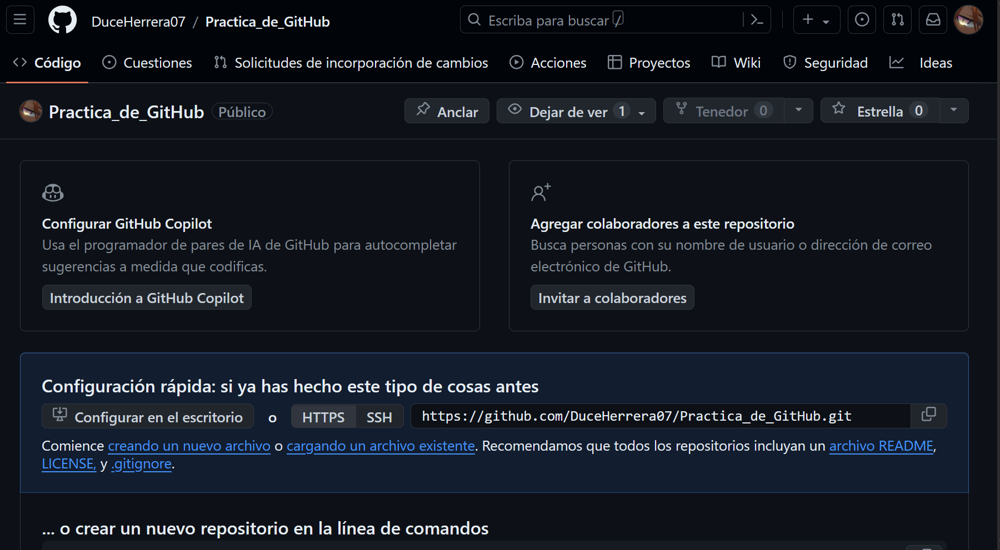 DuceHerrera07 / Practica_de_GitHub
Escriba para buscar /
Código Cuestiones Solicitudes de incorporación de cambios Acciones Proyectos Wiki Seguridad Ideas
Practica_de_GitHub Público
Anclar Dejar de ver 1 Tenedor 0 Estrella 0
Configurar GitHub Copilot
Usa el programador de pares de IA de GitHub para autocompletar
sugerencias a medida que codificas.
Introducción a GitHub Copilot
Agregar colaboradores a este repositorio
Busca personas con su nombre de usuario o dirección de correo
electrónico de GitHub.
Invitar a colaboradores
Configuración rápida: si ya has hecho este tipo de cosas antes
Configurar en el escritorio o HTTPS SSH https://github.com/DuceHerrera07/Practica_de_GitHub.git
Comience creando un nuevo archivo o cargando un archivo existente. Recomendamos que todos los repositorios incluyan un archivo README,
LICENSE, y .gitignore.
... o crear un nuevo repositorio en la línea de comandos